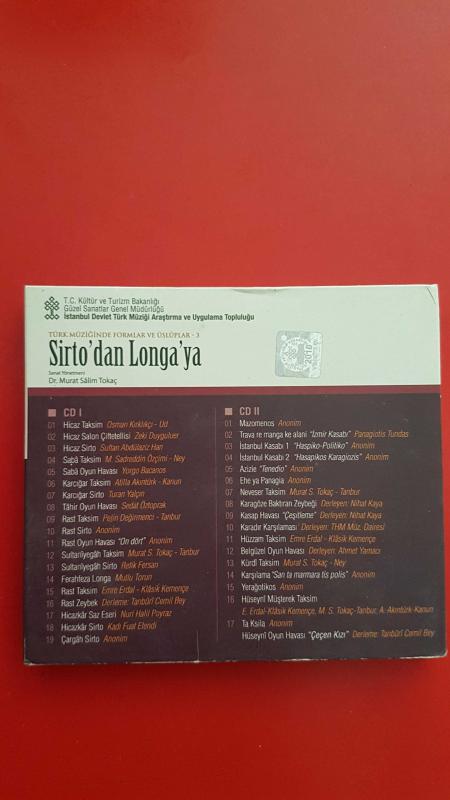 T.C. Kültür ve Turizm Bakanlığı
Güzel Sanatlar Genel Müdürlüğü
İstanbul Devlet Türk Müziği Araştırma ve Uygulama Topluluğu
TÜRK MÜZİĞİNDE FORMLAR VE ÜSLÛPLAR - 3
Sirto'dan Longa'ya
Sanat Yönetmeni
Dr. Murat Sâlim Tokaç
CD I
01 Hicaz Taksim Osman Kırklıkçı - Ud
02 Hicaz Salon Çiftetellisi Zeki Duygulu
03 Hicaz Sirto Sultan Abdülaziz Han
04 Sabâ Taksim M. Sadreddin Özçimi - Ney
05 Sabâ Oyun Havası Yorgo Bacanos
06 Karcığar Taksim Atilla Akıntürk - Kanun
07 Karcığar Sirto Turan Yalçın
08 Tâhir Oyun Havası Sedat Öztoprak
09 Rast Taksim Pelin Değirmenci - Tanbur
10 Rast Sirto Anonim
11 Rast Oyun Havası "On dört" Anonim
12 Sultanîyegâh Taksim Murat S. Tokaç - Tanbur
13 Sultanîyegâh Sirto Refik Fersan
14 Ferahfeza Longa Mutlu Torun
15 Rast Taksim Emre Erdal - Klâsik Kemençe
16 Rast Zeybek Derleme: Tanbûrî Cemil Bey
17 Hicazkâr Saz Eseri Nuri Halil Poyraz
18 Hicazkâr Sirto Kadı Fuat Efendi
19 Çargâh Sirto Anonim
CD II
01 Mazomenos Anonim
02 Trava re manga ke alani "İzmir Kasabı" Panagiotis Tundas
03 İstanbul Kasabı 1 "Haspiko-Politiko" Anonim
04 İstanbul Kasabı 2 "Hasapikos Karagiozis" Anonim
05 Azizie "Tenedio" Anonim
06 Ehe ya Panagia Anonim
07 Neveser Taksim Murat S. Tokaç - Tanbur
08 Karagöze Baktıran Zeybeği Derleyen: Nihat Kaya
09 Kasap Havası "Çeşitleme" Derleyen: Nihat Kaya
10 Karadır Karşılaması Derleyen: THM Müz. Dairesi
11 Hüzzam Taksim Emre Erdal - Klâsik Kemençe
12 Belgüzel Oyun Havası Derleyen: Ahmet Yamacı
13 Kürdî Taksim Murat S. Tokaç - Ney
14 Karşılama "San ta marmara tis polis" Anonim
15 Yerağotikos Anonim
16 Hüseynî Müşterek Taksim
E. Erdal-Klâsik Kemençe, M. S. Tokaç-Tanbur, A. Akıntürk-Kanun
17 Ta Ksila Anonim
Hüseynî Oyun Havası "Çeçen Kızı" Derleme: Tanbûrî Cemil Bey